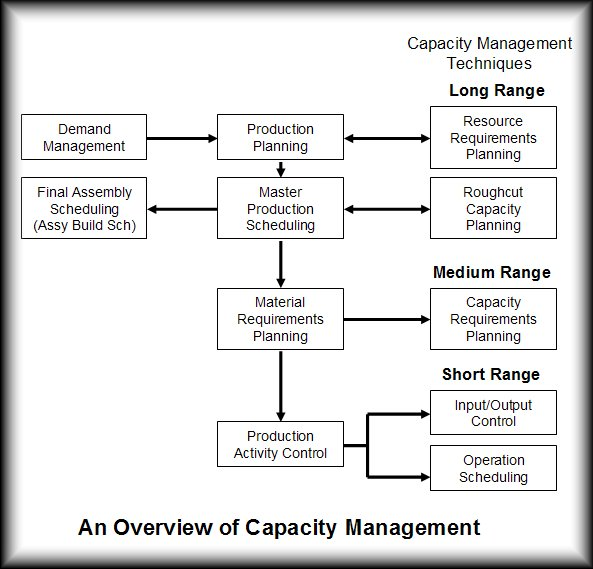 Capacity Management
Techniques
Long Range
Demand
Management
Production
Planning
Resource
Requirements
Planning
Final Assembly
Scheduling
(Assy Build Sch)
Master
Production
Scheduling
Roughcut
Capacity
Planning
Medium Range
Material
Requirements
Planning
Capacity
Requirements
Planning
Short Range
Input/Output
Control
Production
Activity Control
Operation
Scheduling
An Overview of Capacity Management